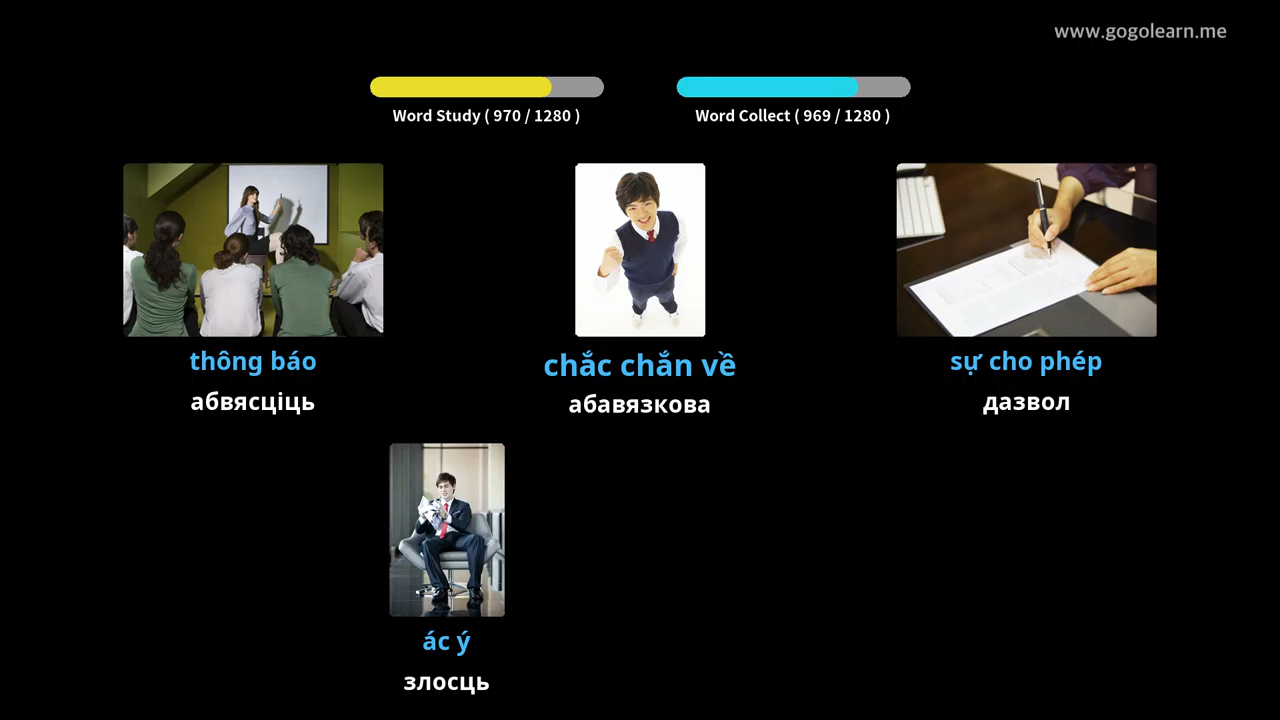 www.gogolearn.me
Word Study ( 970 / 1280 )
Word Collect ( 969 / 1280 )
thông báo
абвясціць
chắc chắn về
абавязкова
sự cho phép
дазвол
ác ý
злосць